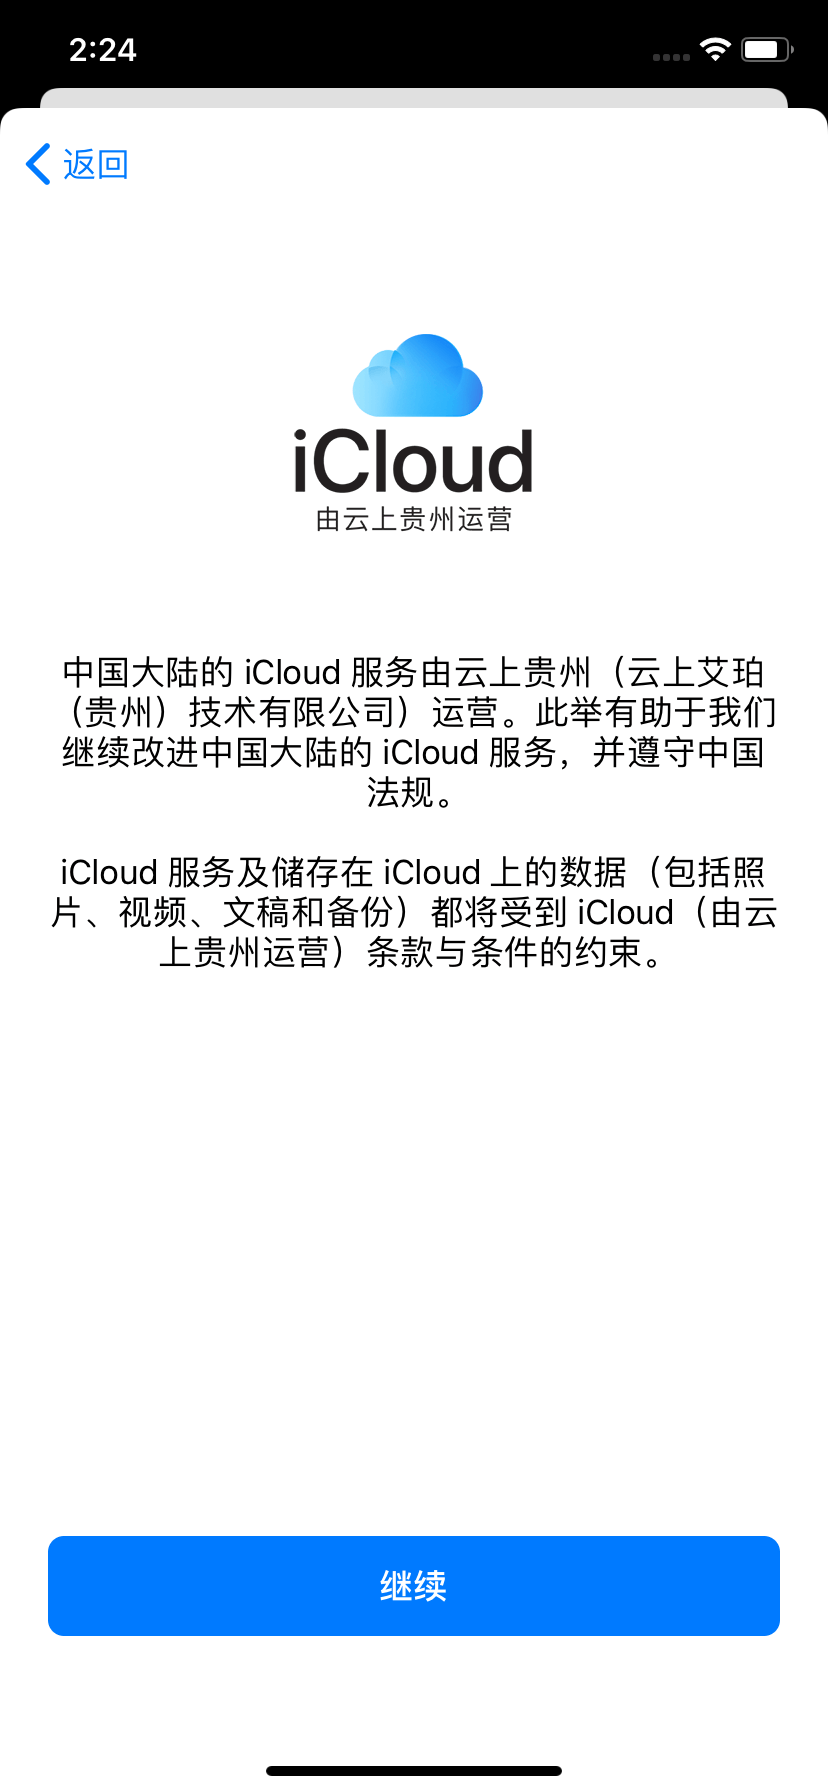 2:24
返回
iCloud
由云上贵州运营
中国大陆的 iCloud 服务由云上贵州（云上艾珀
（贵州）技术有限公司）运营。此举有助于我们
继续改进中国大陆的 iCloud 服务，并遵守中国
法规。
iCloud 服务及储存在 iCloud 上的数据（包括照
片、视频、文稿和备份）都将受到 iCloud（由云
上贵州运营）条款与条件的约束。
继续